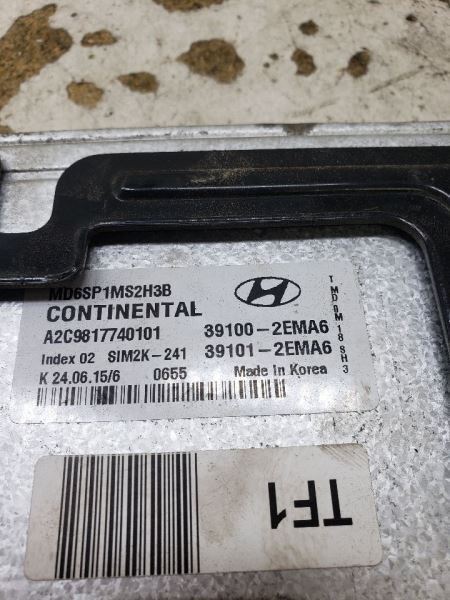 MD6SP1MS2H3B
CONTINENTAL
A2C9817740101 39100-2EMA6
Index 02 SIM2K-241 39101-2EMA6
K 24.06.15/6 0655 Made In Korea
TMDBM18SH3
TF1